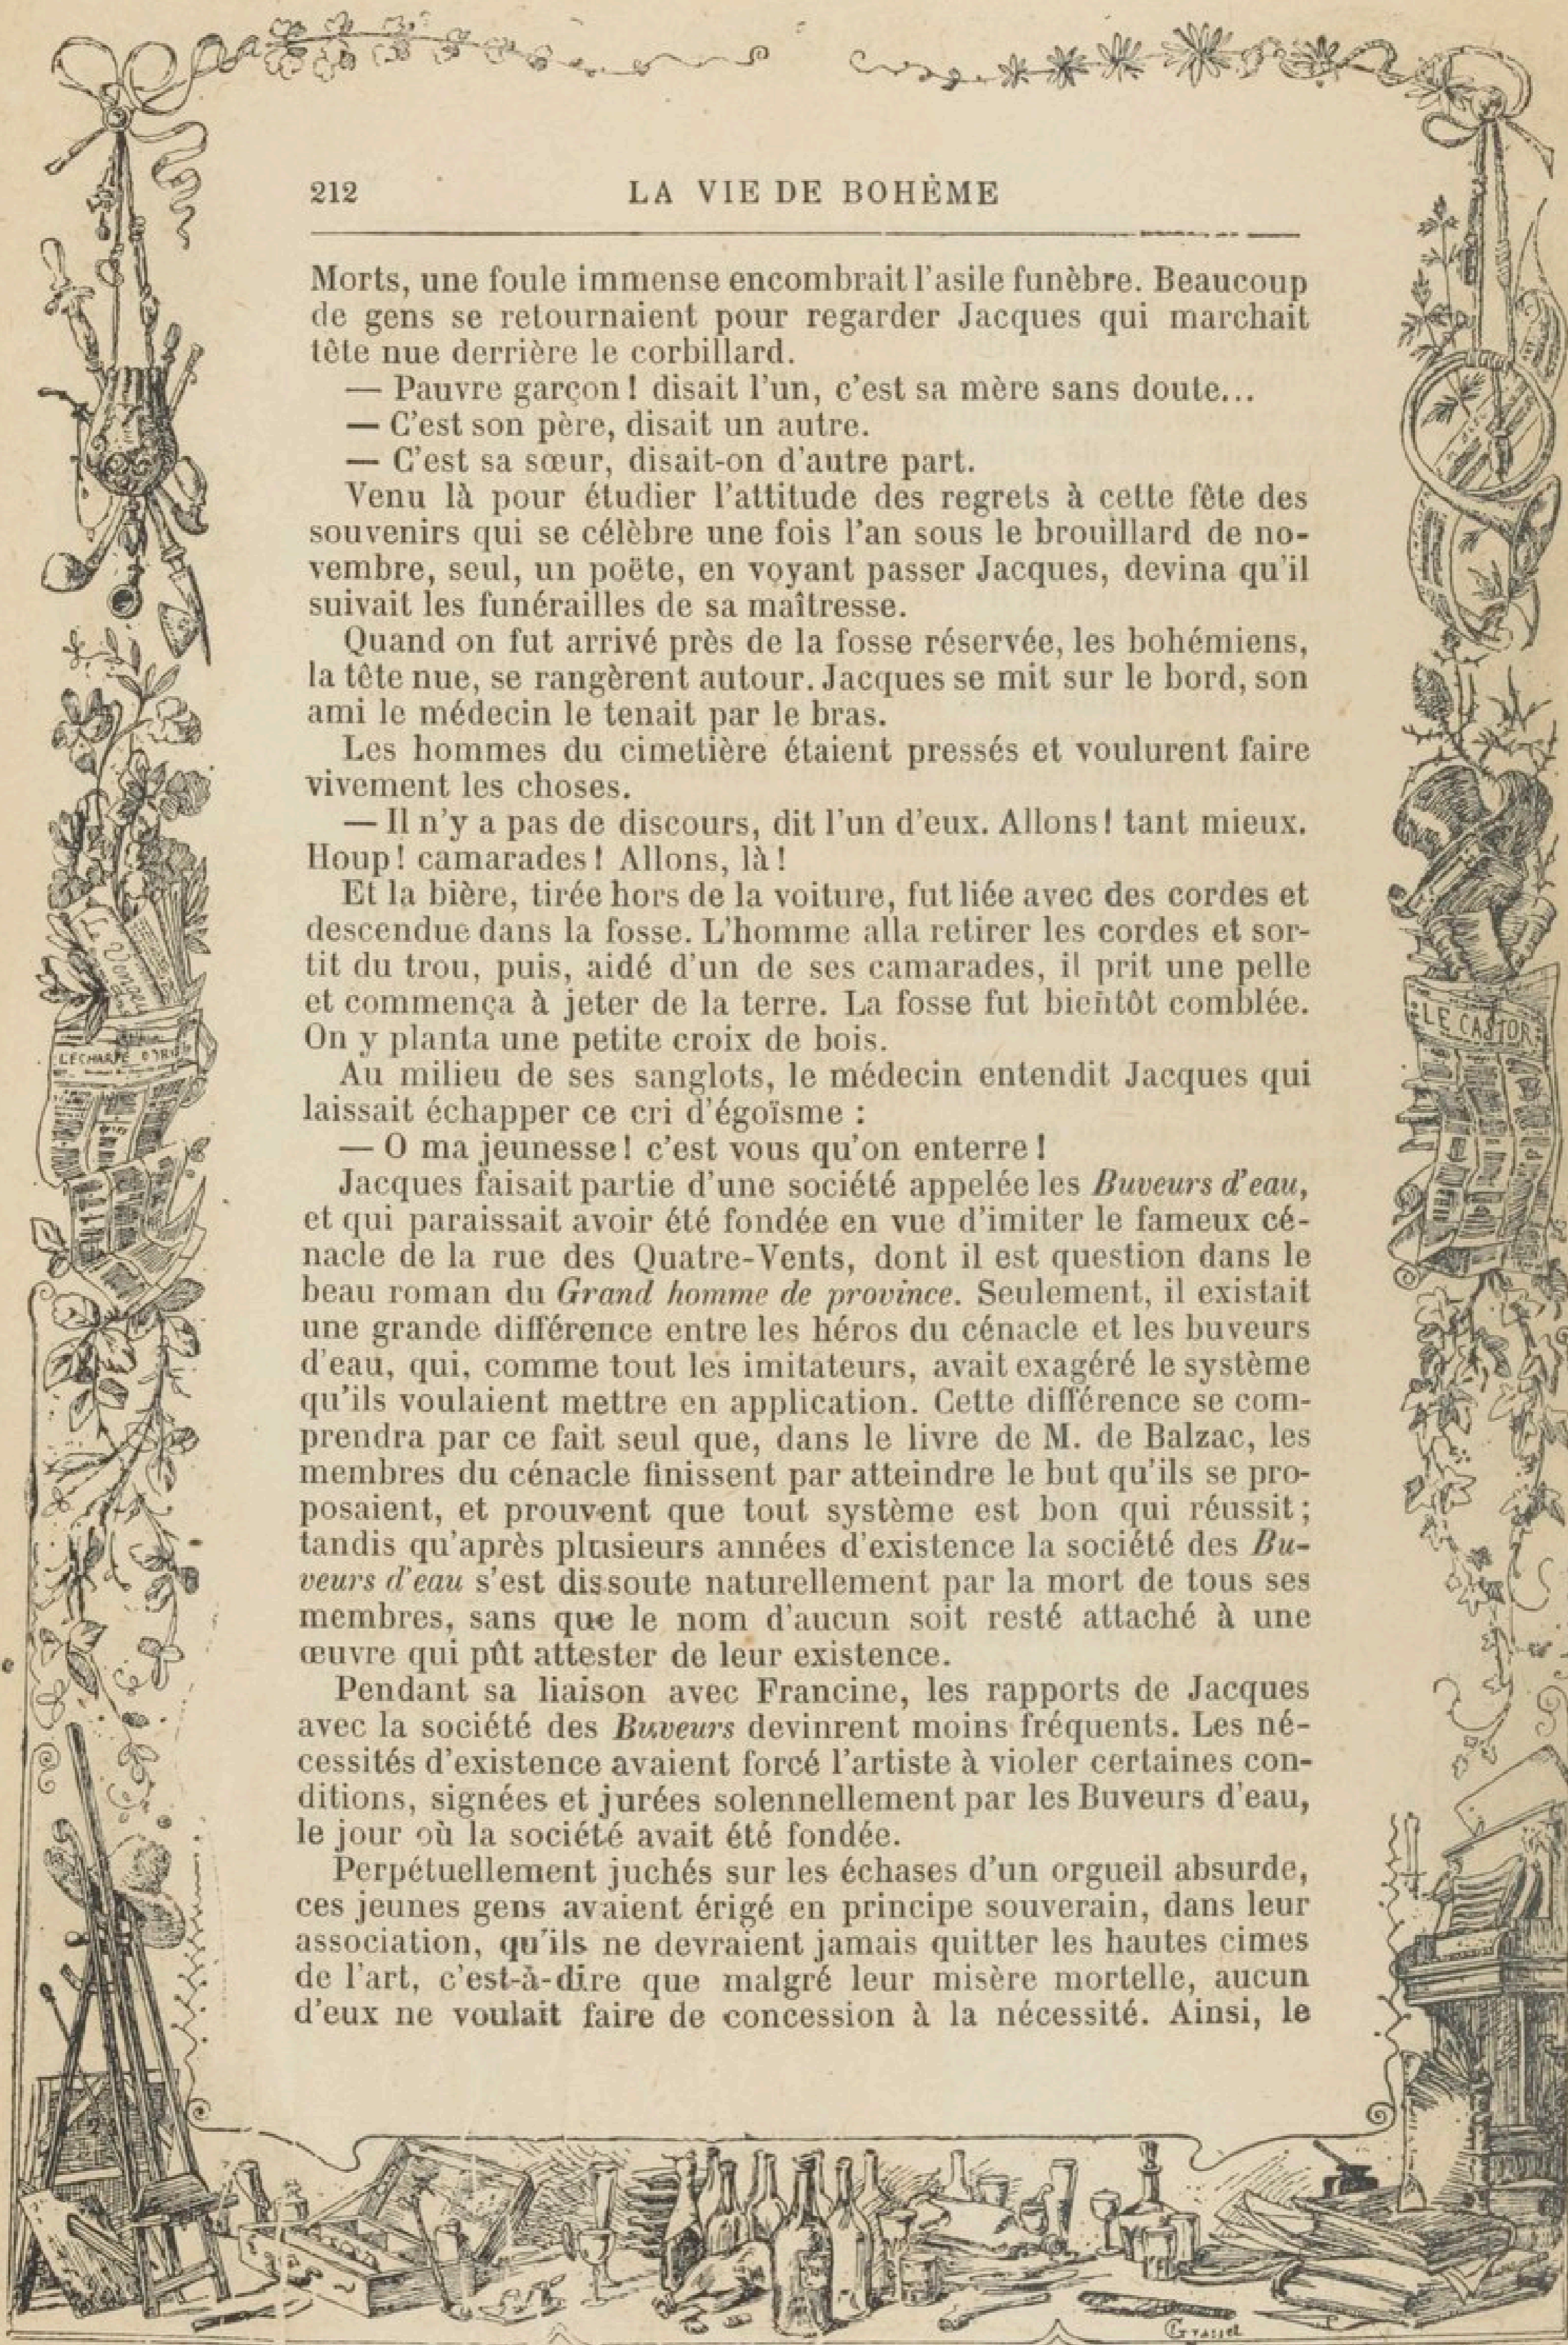 212 LA VIE DE BOHÈME
Morts, une foule immense encombrait l'asile funèbre. Beaucoup
de gens se retournaient pour regarder Jacques qui marchait
tête nue derrière le corbillard.
— Pauvre garçon ! disait l'un, c'est sa mère sans doute...
— C'est son père, disait un autre.
— C'est sa sœur, disait-on d'autre part.
Venu là pour étudier l'attitude des regrets à cette fête des
souvenirs qui se célèbre une fois l'an sous le brouillard de no-
vembre, seul, un poëte, en voyant passer Jacques, devina qu'il
suivait les funérailles de sa maîtresse.
Quand on fut arrivé près de la fosse réservée, les bohémiens,
la tête nue, se rangèrent autour. Jacques se mit sur le bord, son
ami le médecin le tenait par le bras.
Les hommes du cimetière étaient pressés et voulurent faire
vivement les choses.
— Il n'y a pas de discours, dit l'un d'eux. Allons ! tant mieux.
Houp ! camarades ! Allons, là !
Et la bière, tirée hors de la voiture, fut liée avec des cordes et
descendue dans la fosse. L'homme alla retirer les cordes et sor-
tit du trou, puis, aidé d'un de ses camarades, il prit une pelle
et commença à jeter de la terre. La fosse fut bientôt comblée.
On y planta une petite croix de bois.
Au milieu de ses sanglots, le médecin entendit Jacques qui
laissait échapper ce cri d'égoïsme :
— O ma jeunesse ! c'est vous qu'on enterre !
Jacques faisait partie d'une société appelée les Buveurs d'eau,
et qui paraissait avoir été fondée en vue d'imiter le fameux cé-
nacle de la rue des Quatre-Vents, dont il est question dans le
beau roman du Grand homme de province. Seulement, il existait
une grande différence entre les héros du cénacle et les buveurs
d'eau, qui, comme tout les imitateurs, avait exagéré le système
qu'ils voulaient mettre en application. Cette différence se com-
prendra par ce fait seul que, dans le livre de M. de Balzac, les
membres du cénacle finissent par atteindre le but qu'ils se pro-
posaient, et prouvent que tout système est bon qui réussit ;
tandis qu'après plusieurs années d'existence la société des Bu-
veurs d'eau s'est dissoute naturellement par la mort de tous ses
membres, sans que le nom d'aucun soit resté attaché à une
œuvre qui pût attester de leur existence.
Pendant sa liaison avec Francine, les rapports de Jacques
avec la société des Buveurs devinrent moins fréquents. Les né-
cessités d'existence avaient forcé l'artiste à violer certaines con-
ditions, signées et jurées solennellement par les Buveurs d'eau,
le jour où la société avait été fondée.
Perpétuellement juchés sur les échases d'un orgueil absurde,
ces jeunes gens avaient érigé en principe souverain, dans leur
association, qu'ils ne devraient jamais quitter les hautes cimes
de l'art, c'est-à-dire que malgré leur misère mortelle, aucun
d'eux ne voulait faire de concession à la nécessité. Ainsi, le
L'ECHARPE D'IRIS
LE CASTOR
Grasset